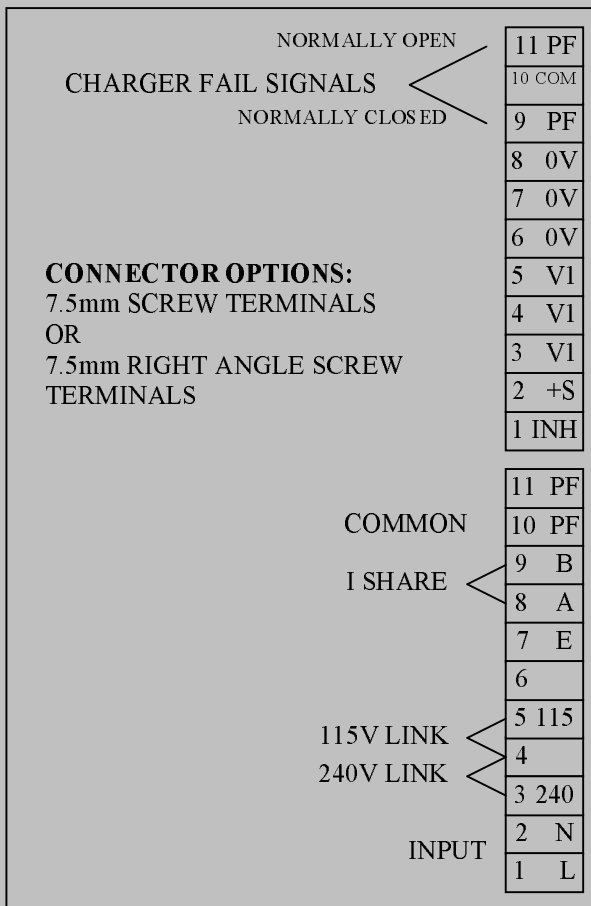 NORMALLY OPEN
CHARGER FAIL SIGNALS
NORMALLY CLOSED
11 PF
10 COM
9 PF
8 0V
7 0V
6 0V
5 V1
4 V1
3 V1
2 +S
1 INH
CONNECTOR OPTIONS:
7.5mm SCREW TERMINALS
OR
7.5mm RIGHT ANGLE SCREW
TERMINALS
11 PF
COMMON 10 PF
I SHARE
9 B
8 A
7 E
6
115V LINK
240V LINK
5 115
4
3 240
INPUT
2 N
1 L